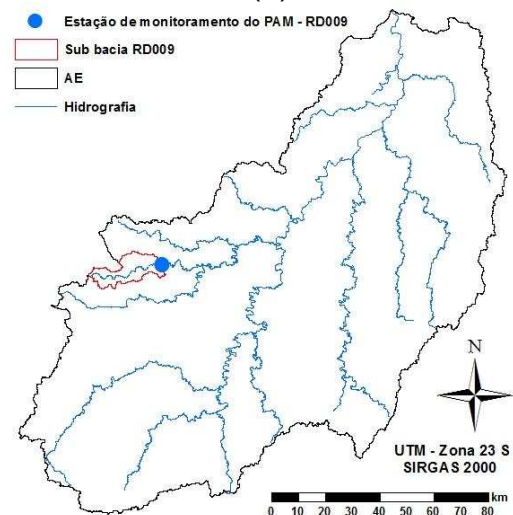 Estação de monitoramento do PAM - RD009
Sub bacia RD009
AE
Hidrografia
N
UTM - Zona 23 S
SIRGAS 2000
km
0 10 20 30 40 50 60 70 80